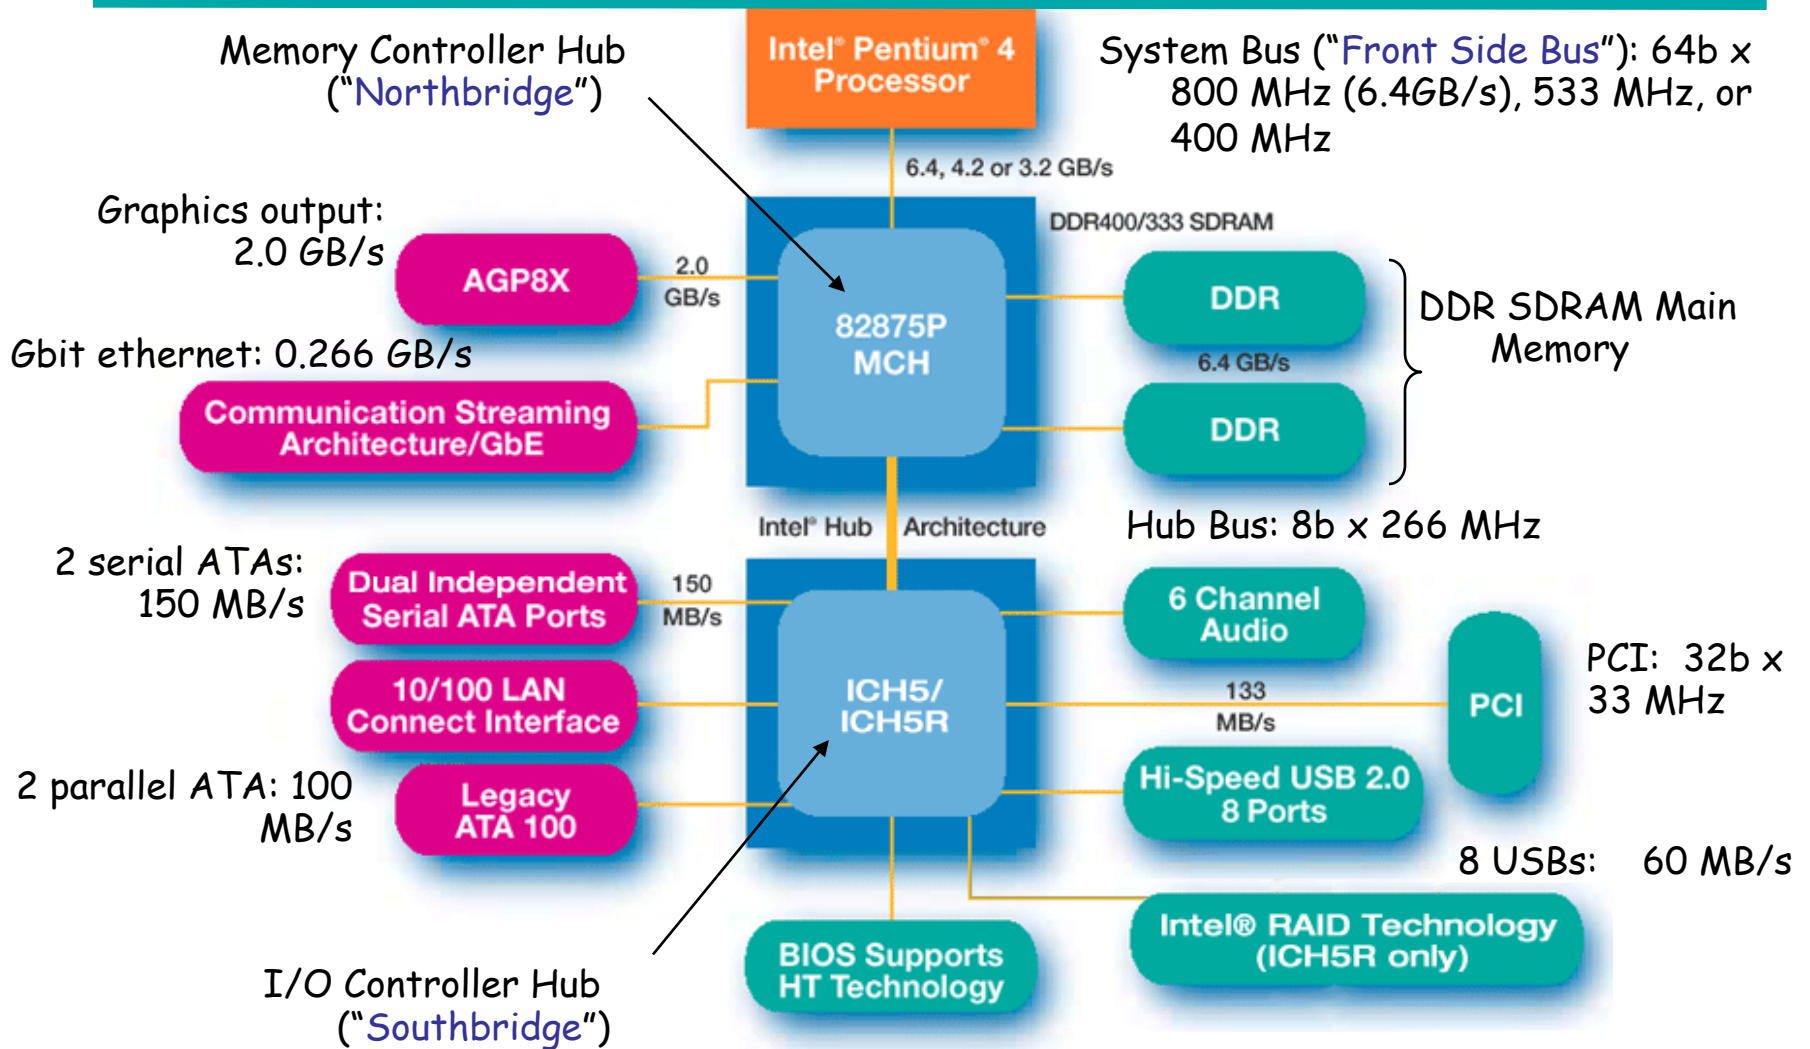 Memory Controller Hub
(“Northbridge”)
Intel® Pentium® 4
Processor
System Bus (“Front Side Bus”): 64b x
800 MHz (6.4GB/s), 533 MHz, or
400 MHz
6.4, 4.2 or 3.2 GB/s
Graphics output:
2.0 GB/s
AGP8X
2.0
GB/s
DDR400/333 SDRAM
82875P
MCH
DDR
6.4 GB/s
DDR
DDR SDRAM Main
Memory
Gbit ethernet: 0.266 GB/s
Communication Streaming
Architecture/GbE
Intel® Hub Architecture
Hub Bus: 8b x 266 MHz
2 serial ATAs:
150 MB/s
Dual Independent
Serial ATA Ports
150
MB/s
6 Channel
Audio
10/100 LAN
Connect Interface
ICH5/
ICH5R
133
MB/s
PCI
PCI: 32b x
33 MHz
2 parallel ATA: 100
MB/s
Legacy
ATA 100
Hi-Speed USB 2.0
8 Ports
8 USBs: 60 MB/s
BIOS Supports
HT Technology
Intel® RAID Technology
(ICH5R only)
I/O Controller Hub
(“Southbridge”)